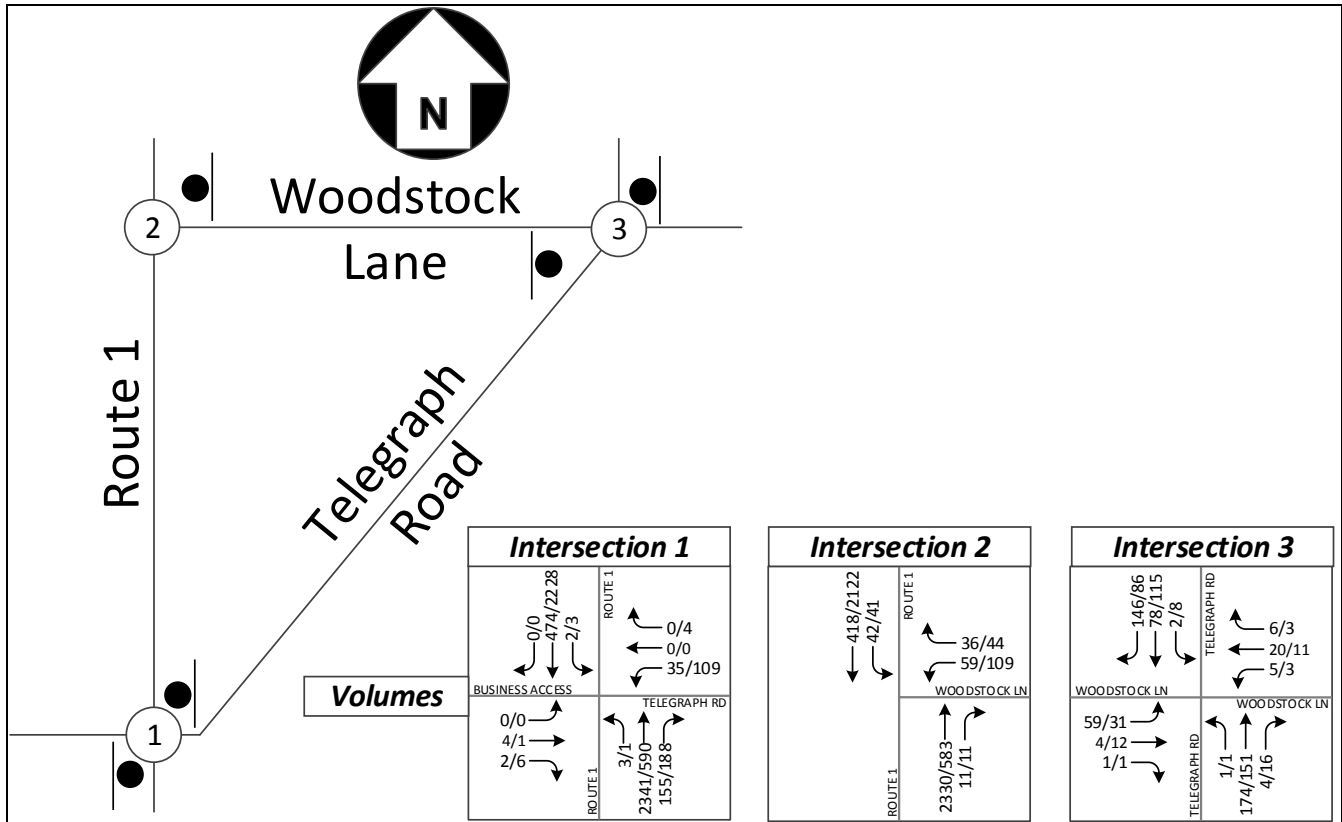 N
Woodstock
Lane
2
3
Route 1
Telegraph
Road
1
Volumes
Intersection 1
0/0
474/2228
2/3
ROUTE 1
0/4
0/0
35/109
BUSINESS ACCESS
TELEGRAPH RD
0/0
4/1
2/6
ROUTE 1
3/1
2341/590
155/188
Intersection 2
418/2122
42/41
ROUTE 1
36/44
59/109
WOODSTOCK LN
ROUTE 1
2330/583
11/11
Intersection 3
146/86
78/115
2/8
TELEGRAPH RD
6/3
20/11
5/3
WOODSTOCK LN
WOODSTOCK LN
59/31
4/12
1/1
TELEGRAPH RD
1/1
174/151
4/16